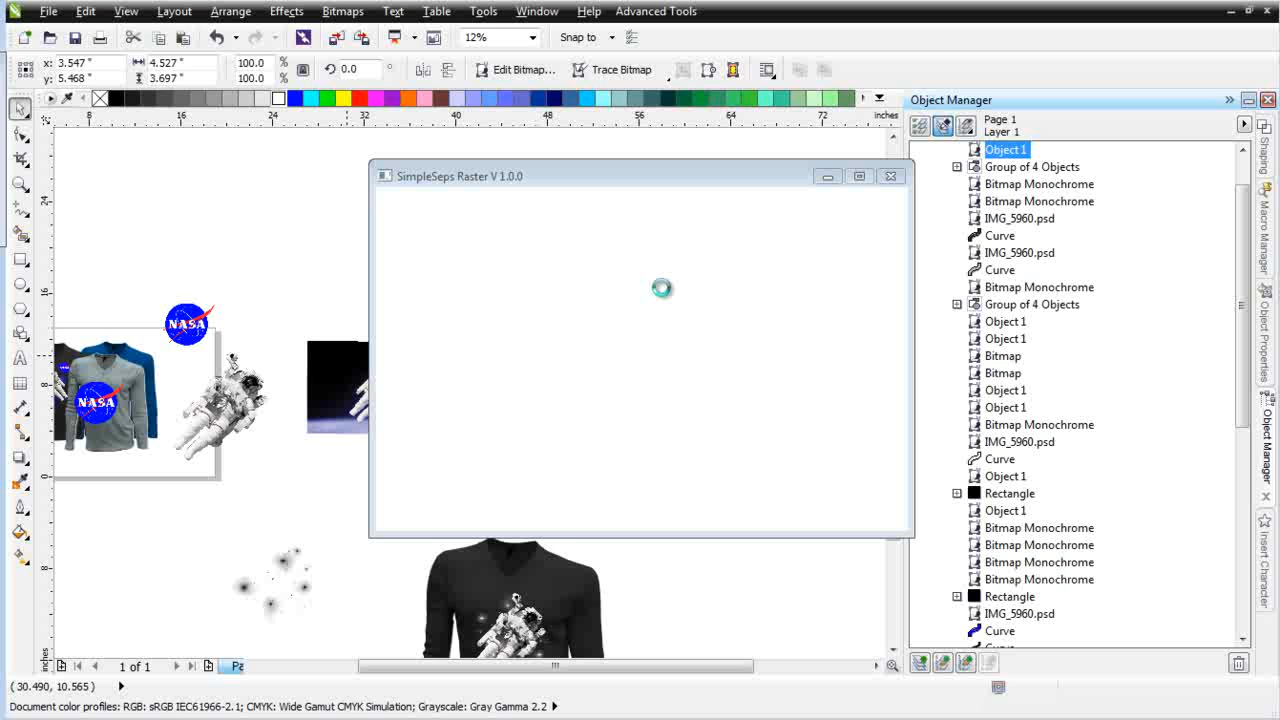 File Edit View Layout Arrange Effects Bitmaps Text Table Tools Window Help Advanced Tools
12% Snap to
x: 3.547 " 4.527 " 100.0 % 0.0 ° Edit Bitmap... Trace Bitmap
y: 5.468 " 3.697 " 100.0 %
8 16 24 32 40 48 56 64 72 inches
24
16
8
0
8
inches
SimpleSeps Raster V 1.0.0
NASA
NASA
Object Manager
Page 1
Layer 1
Object 1
Group of 4 Objects
Bitmap Monochrome
Bitmap Monochrome
IMG_5960.psd
Curve
IMG_5960.psd
Curve
Bitmap Monochrome
Group of 4 Objects
Object 1
Object 1
Bitmap
Bitmap
Object 1
Object 1
Bitmap Monochrome
IMG_5960.psd
Curve
Object 1
Rectangle
Object 1
Bitmap Monochrome
Bitmap Monochrome
Bitmap Monochrome
Bitmap Monochrome
Rectangle
IMG_5960.psd
Curve
Shaping
Macro Manager
Object Properties
Object Manager
Insert Character
1 of 1
( 30.490, 10.565 )
Document color profiles: RGB: sRGB IEC61966-2.1; CMYK: Wide Gamut CMYK Simulation; Grayscale: Gray Gamma 2.2